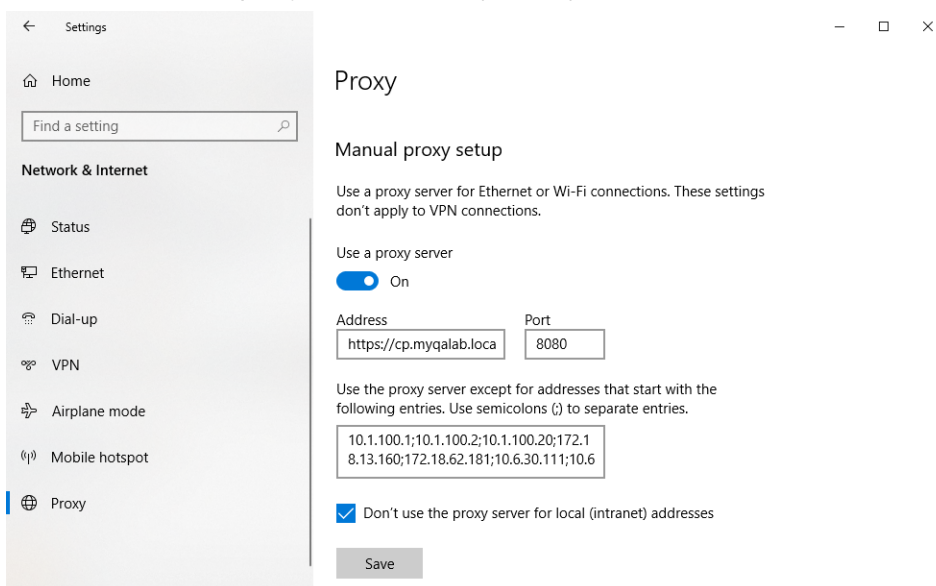 Settings
Home
Find a setting
Network & Internet
Status
Ethernet
Dial-up
VPN
Airplane mode
Mobile hotspot
Proxy
Proxy
Manual proxy setup
Use a proxy server for Ethernet or Wi-Fi connections. These settings
don't apply to VPN connections.
Use a proxy server
On
Address
Port
https://cp.myqalab.loca
8080
Use the proxy server except for addresses that start with the
following entries. Use semicolons (;) to separate entries.
10.1.100.1;10.1.100.2;10.1.100.20;172.1
8.13.160;172.18.62.181;10.6.30.111;10.6
Don't use the proxy server for local (intranet) addresses
Save